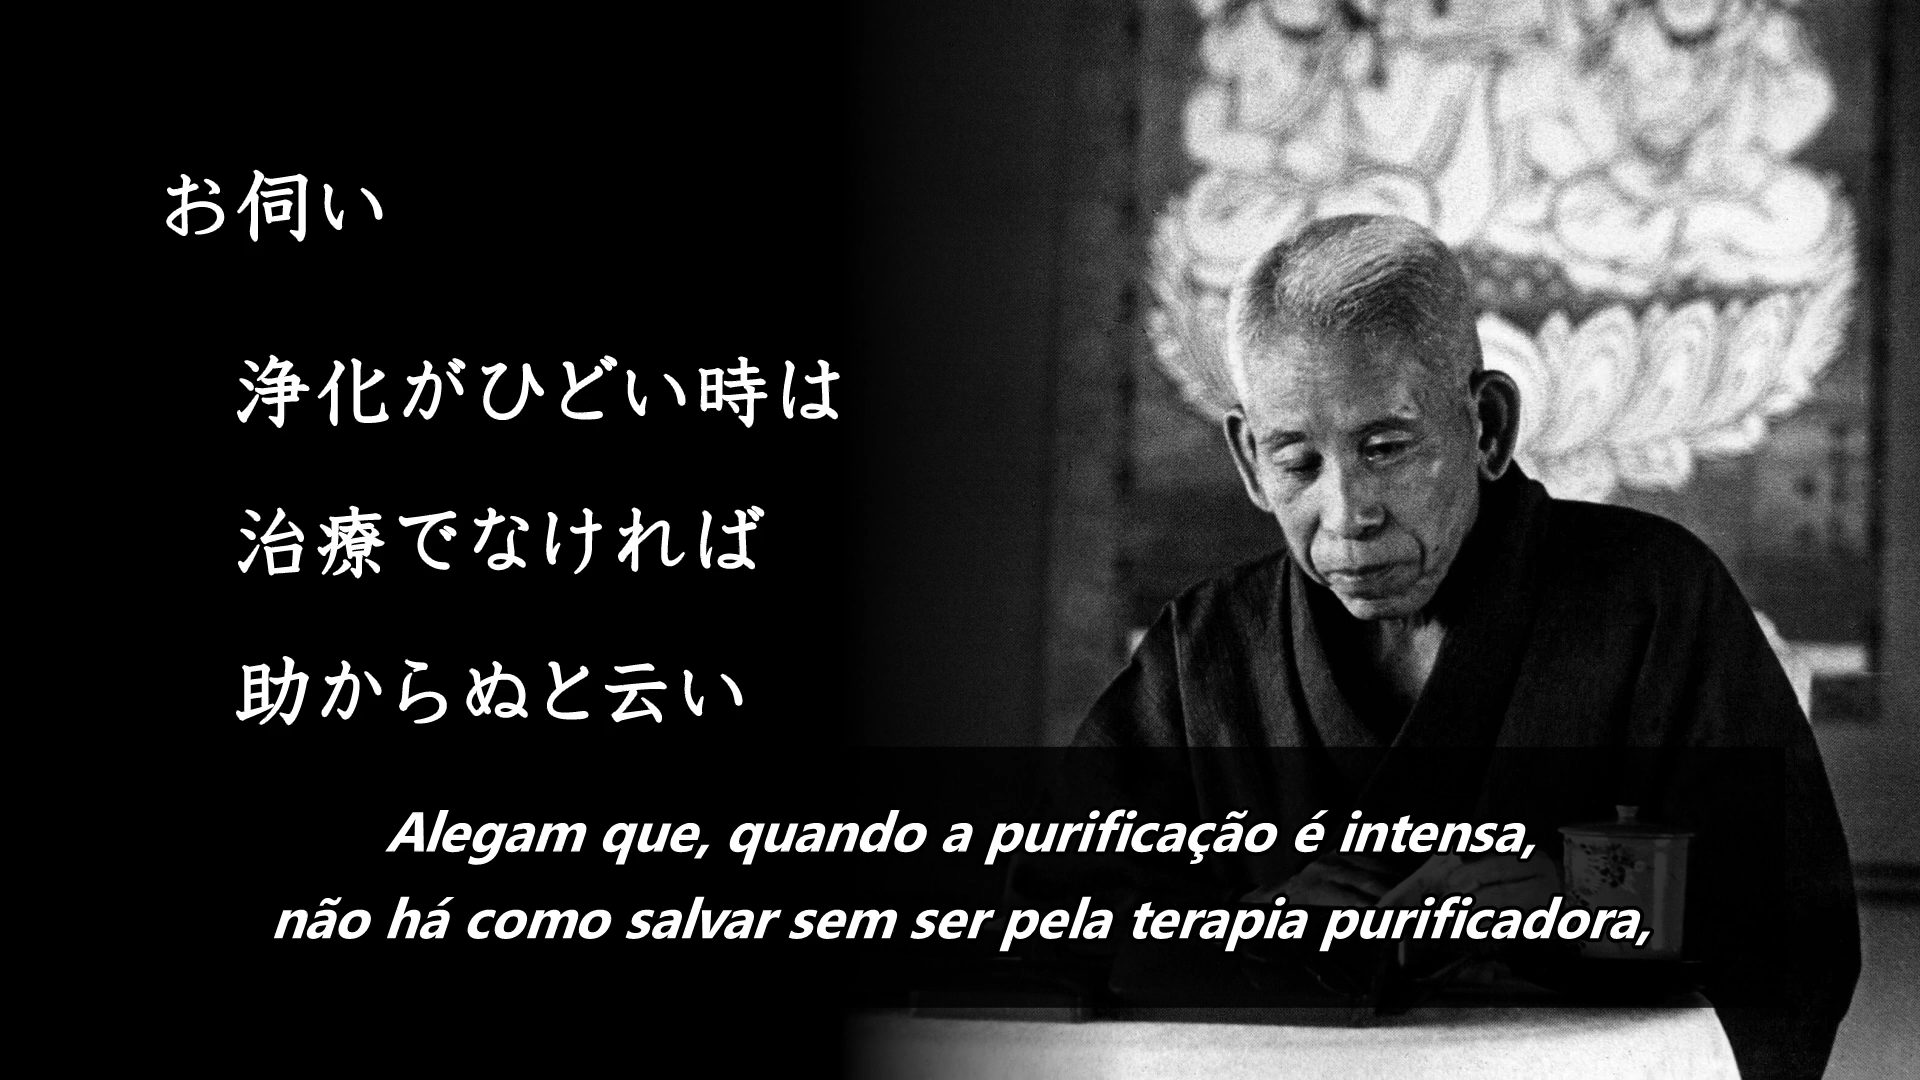 お伺い
浄化がひどい時は
治療でなければ
助からぬと云い
Alegam que, quando a purificação é intensa,
não há como salvar sem ser pela terapia purificadora,